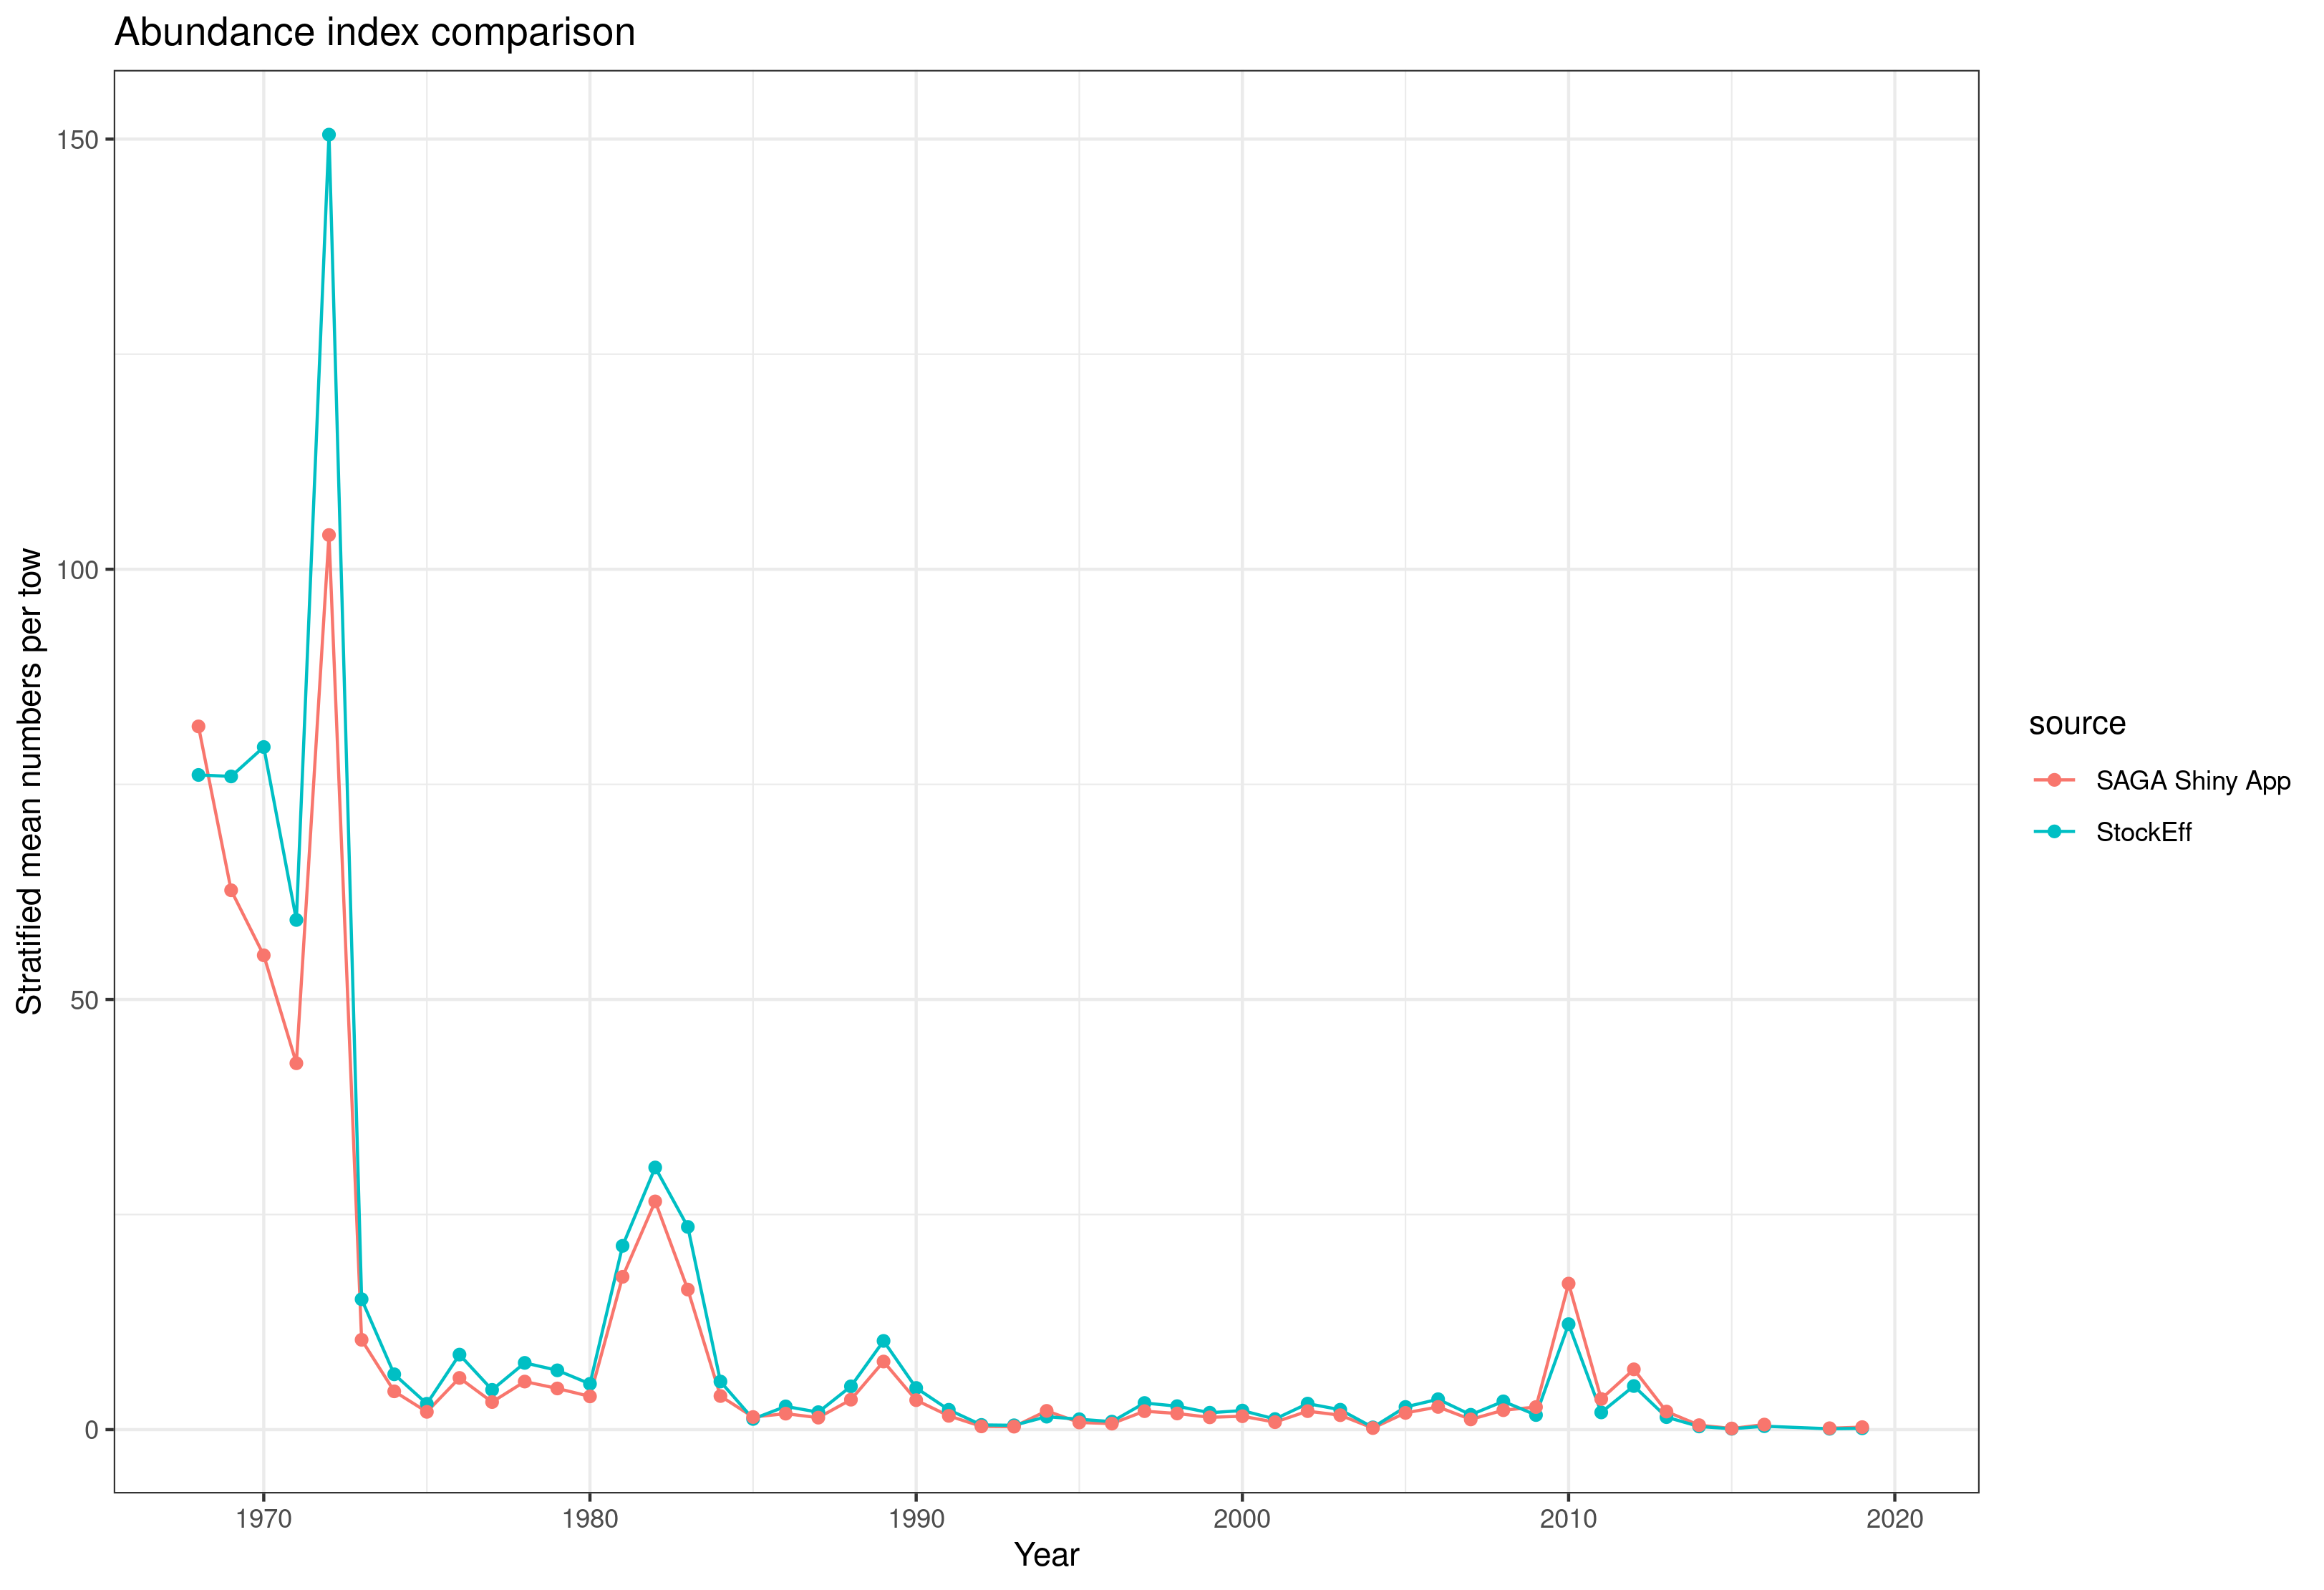 Abundance index comparison
150
100
50
0
Stratified mean numbers per tow
1970 1980 1990 2000 2010 2020
Year
source
SAGA Shiny App
StockEff